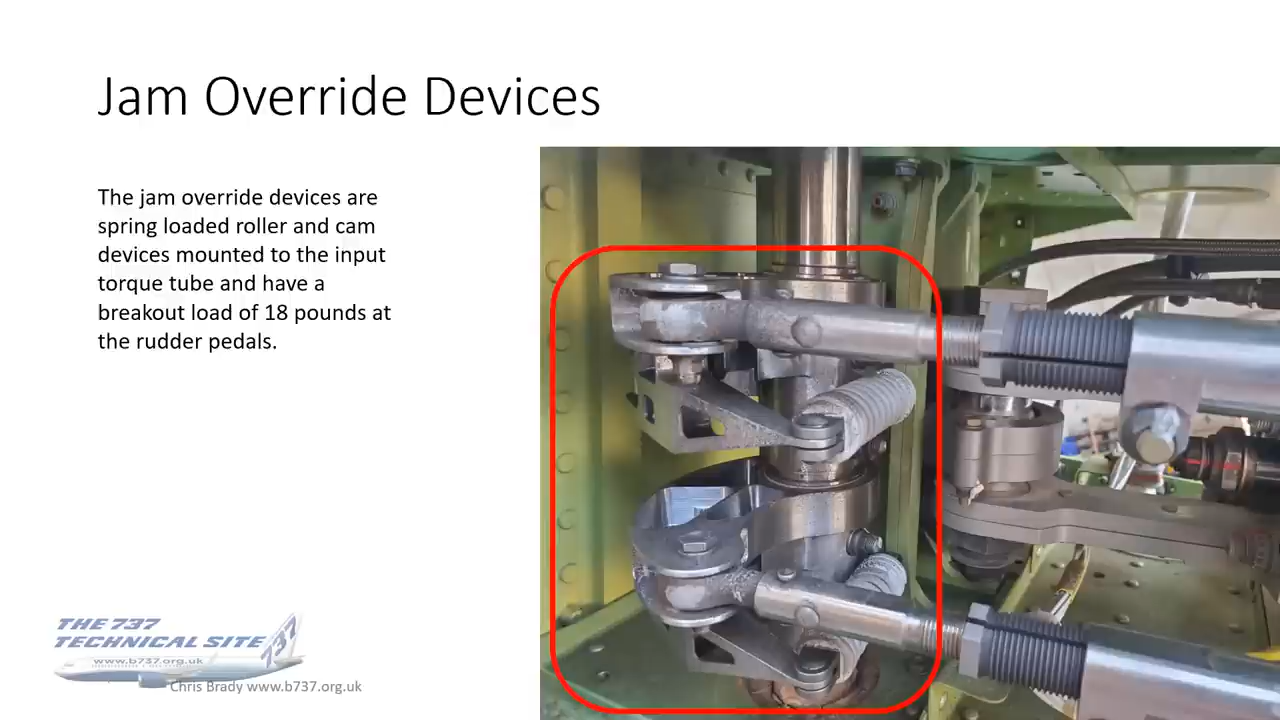 Jam Override Devices
The jam override devices are
spring loaded roller and cam
devices mounted to the input
torque tube and have a
breakout load of 18 pounds at
the rudder pedals.
THE 737
TECHNICAL SITE
737
www.b737.org.uk
Chris Brady www.b737.org.uk